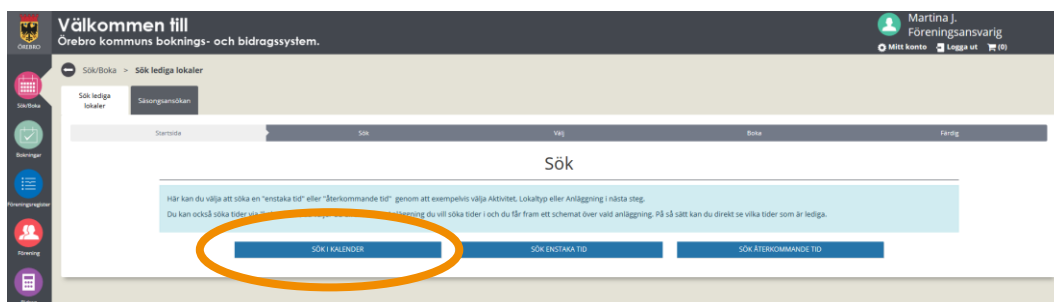 Välkommen till
Örebro kommuns boknings- och bidragssystem.
Martina J.
Föreningsansvarig
Mitt konto Logga ut (0)
ÖREBRO
Sök/Boka > Sök lediga lokaler
Sök lediga
lokaler
Säsongsansökan
Sök/Boka
Bokningar
Föreningsregister
Förening
Startsida Sök Välj Boka Färdig
Sök
Här kan du välja att söka en "enstaka tid" eller "återkommande tid" genom att exempelvis välja Aktivitet. Lokaltyp eller Anläggning i nästa steg.
Du kan också söka tider via anläggning du vill söka tider i och du får fram ett schemat över vald anläggning. På så sätt kan du direkt se vilka tider som är lediga.
SÖK I KALENDER SÖK ENSTAKA TID SÖK ÅTERKOMMANDE TID